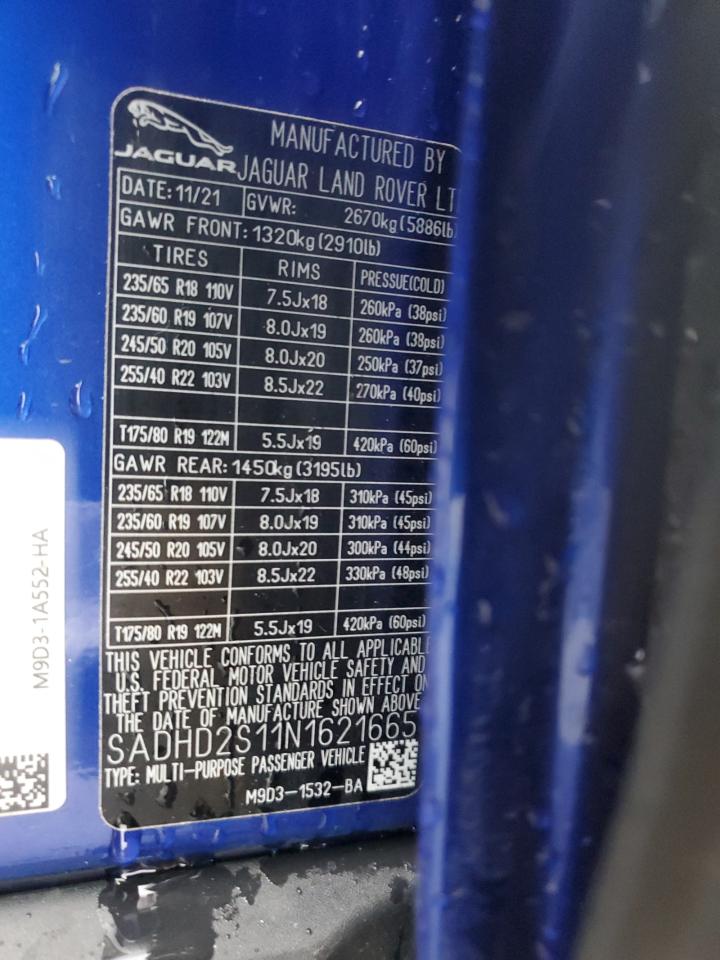 JAGUAR
MANUFACTURED BY
JAGUAR LAND ROVER LT
DATE: 11/21 GVWR: 2670kg (5886lb)
GAWR FRONT: 1320kg (2910lb)
TIRES RIMS PRESSUE(COLD)
235/65 R18 110V 7.5Jx18 260kPa (38psi)
235/60 R19 107V 8.0Jx19 260kPa (38psi)
245/50 R20 105V 8.0Jx20 250kPa (37psi)
255/40 R22 103V 8.5Jx22 270kPa (40psi)
T175/80 R19 122M 5.5Jx19 420kPa (60psi)
GAWR REAR: 1450kg (3195lb)
235/65 R18 110V 7.5Jx18 310kPa (45psi)
235/60 R19 107V 8.0Jx19 310kPa (45psi)
245/50 R20 105V 8.0Jx20 300kPa (44psi)
255/40 R22 103V 8.5Jx22 330kPa (48psi)
T175/80 R19 122M 5.5Jx19 420kPa (60psi)
THIS VEHICLE CONFORMS TO ALL APPLICABL
U.S. FEDERAL MOTOR VEHICLE SAFETY AND
THEFT PREVENTION STANDARDS IN EFFECT ON
THE DATE OF MANUFACTURE SHOWN ABOVE
SADHD2S11N1621665
TYPE: MULTI-PURPOSE PASSENGER VEHICLE
M9D3-1532-BA
M9D3-1A552-HA